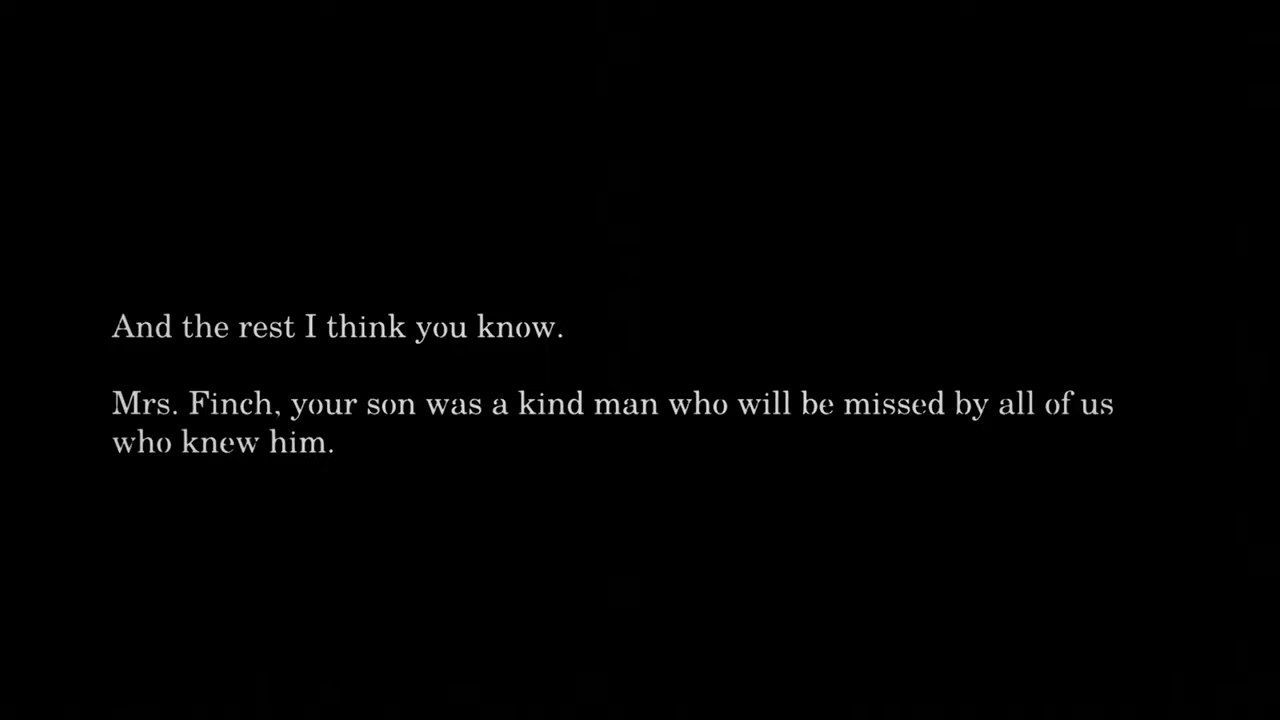 And the rest I think you know.
Mrs. Finch, your son was a kind man who will be missed by all of us
who knew him.